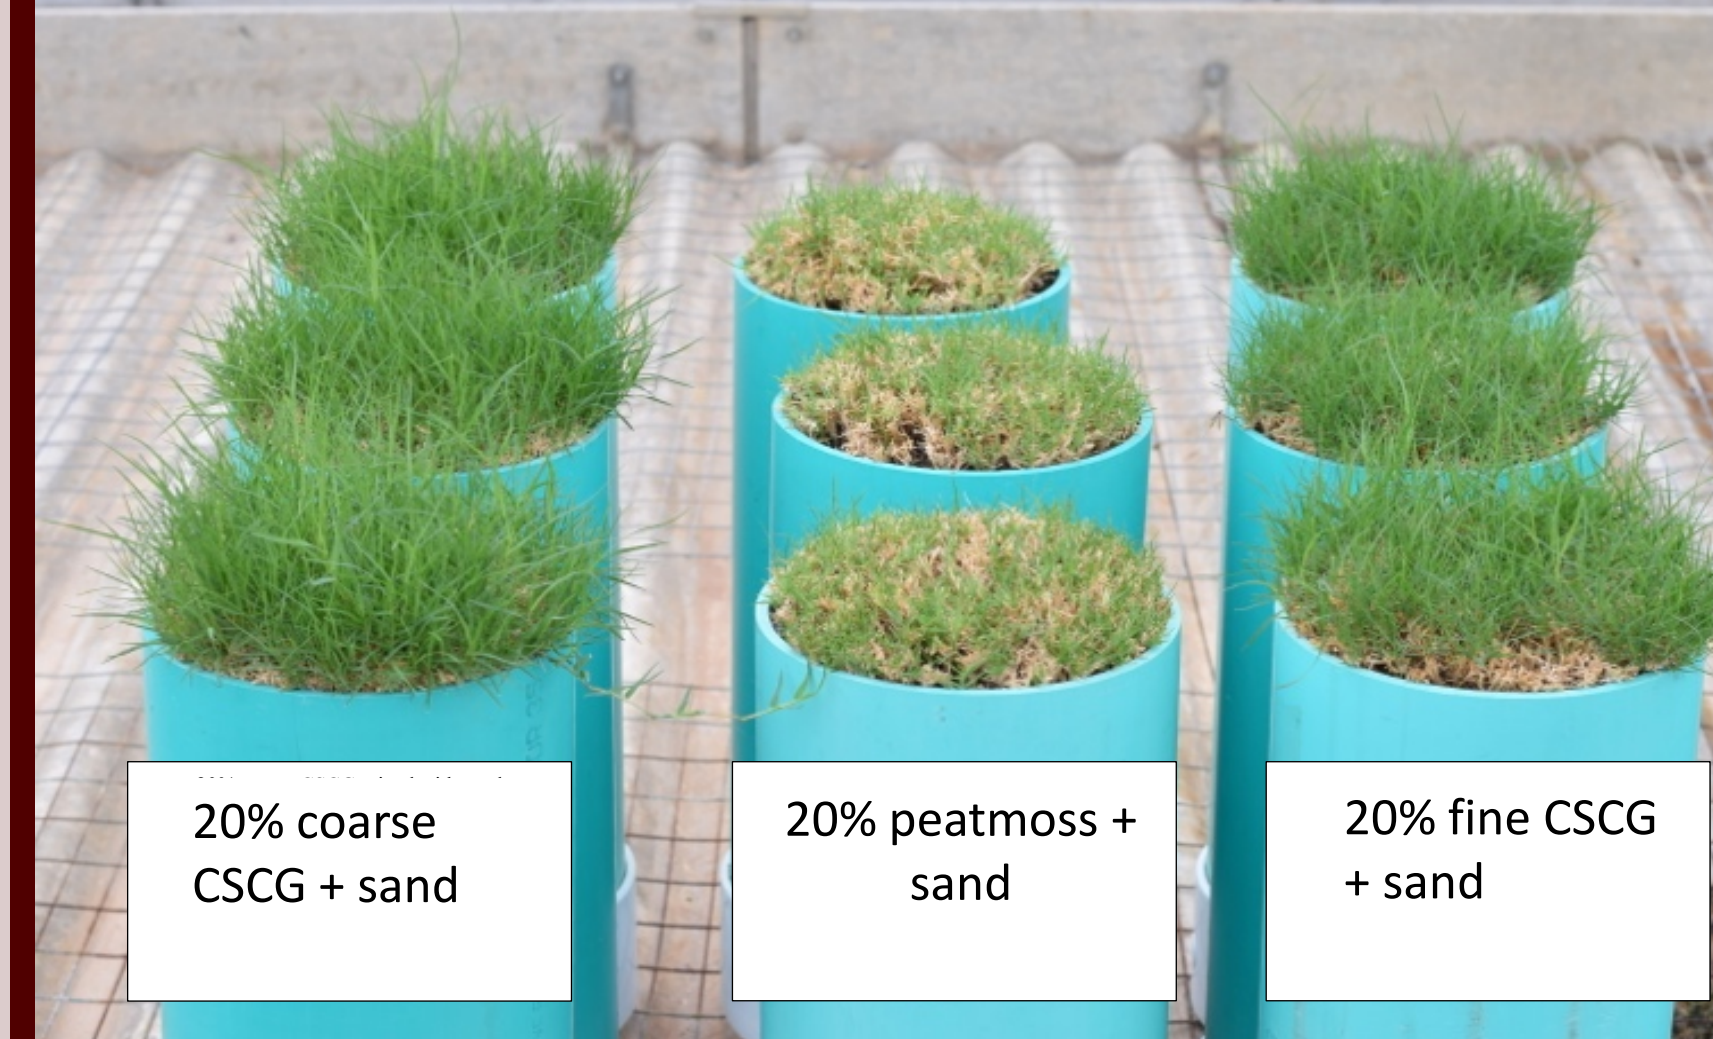 20% coarse
CSCG + sand
20% peatmoss +
sand
20% fine CSCG
+ sand